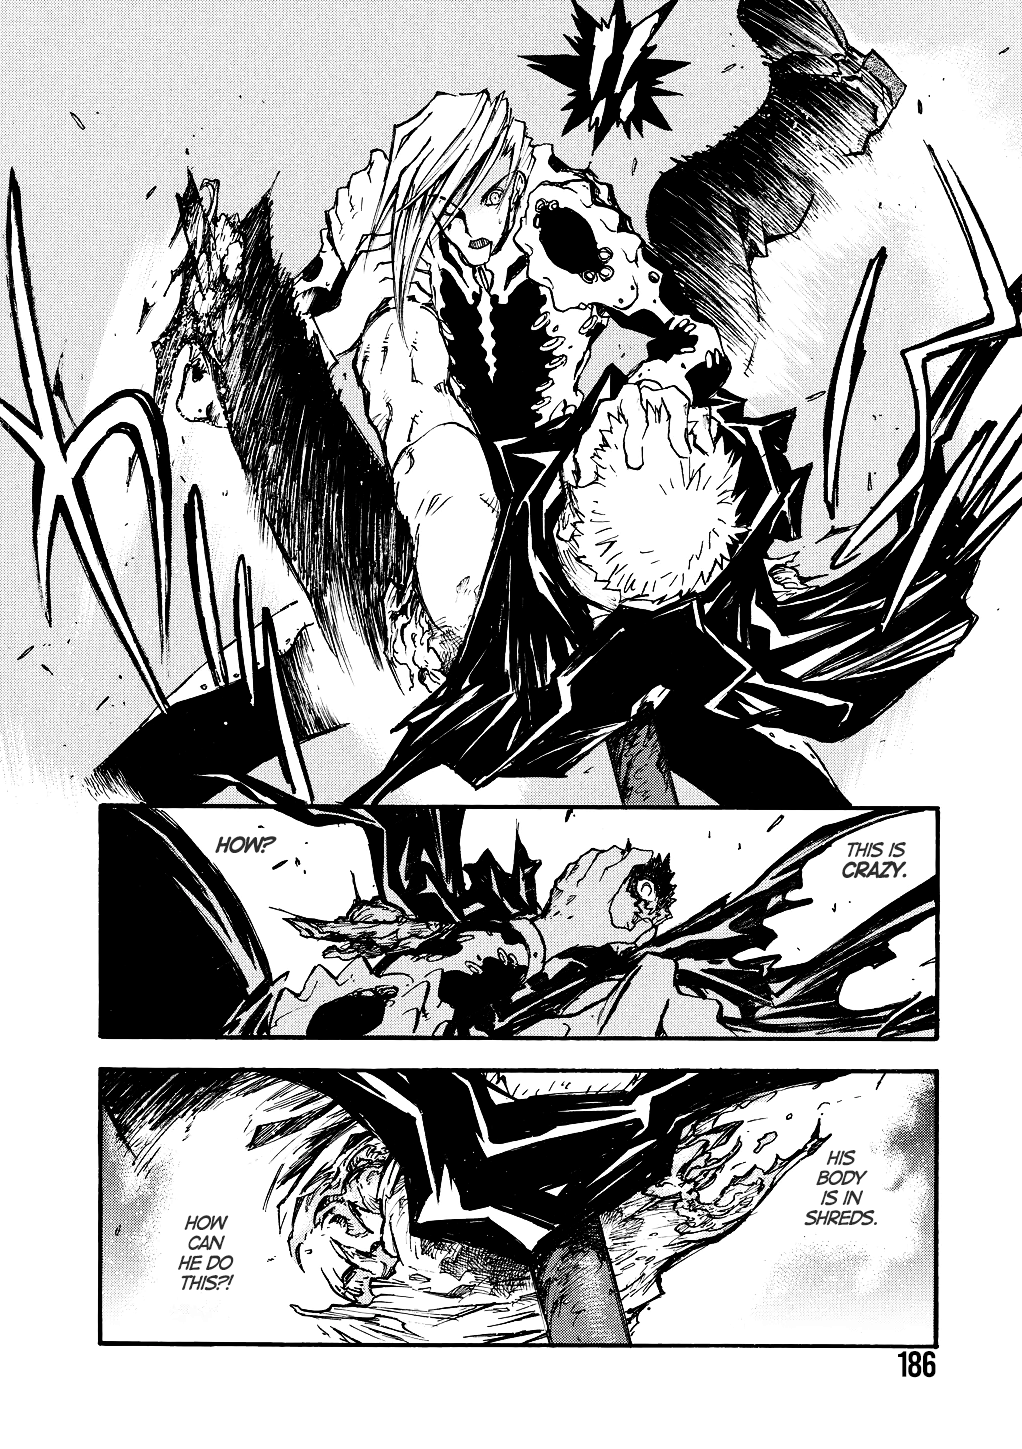 THIS IS
CRAZY.
HOW?
HIS
BODY
IS IN
SHREDS.
HOW
CAN
HE DO
THIS?!
186